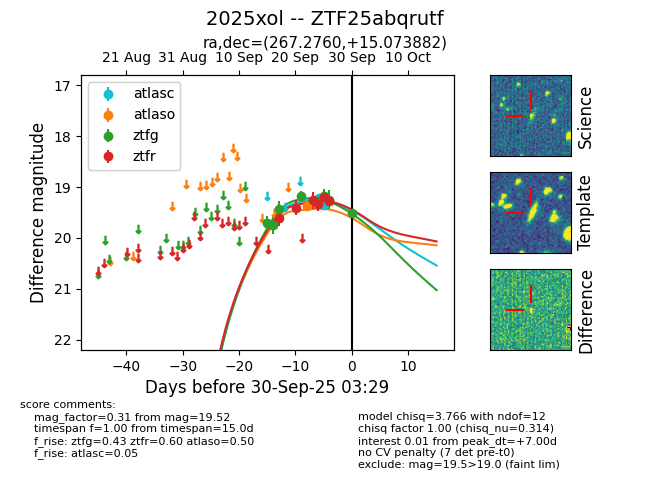 2025xol -- ZTF25abqrutf
ra,dec=(267.2760,+15.073882)
21 Aug 31 Aug 10 Sep 20 Sep 30 Sep 10 Oct
atlasc
atlaso
ztfg
ztfr
17
18
19
20
21
22
Difference magnitude
−40 −30 −20 −10 0 10
Days before 30-Sep-25 03:29
Science
Template
Difference
score comments:
mag_factor=0.31 from mag=19.52
timespan f=1.00 from timespan=15.0d
f_rise: ztfg=0.43 ztfr=0.60 atlaso=0.50
f_rise: atlasc=0.05
model chisq=3.766 with ndof=12
chisq factor 1.00 (chisq_nu=0.314)
interest 0.01 from peak_dt=+7.00d
no CV penalty (7 det pre-t0)
exclude: mag=19.5>19.0 (faint lim)